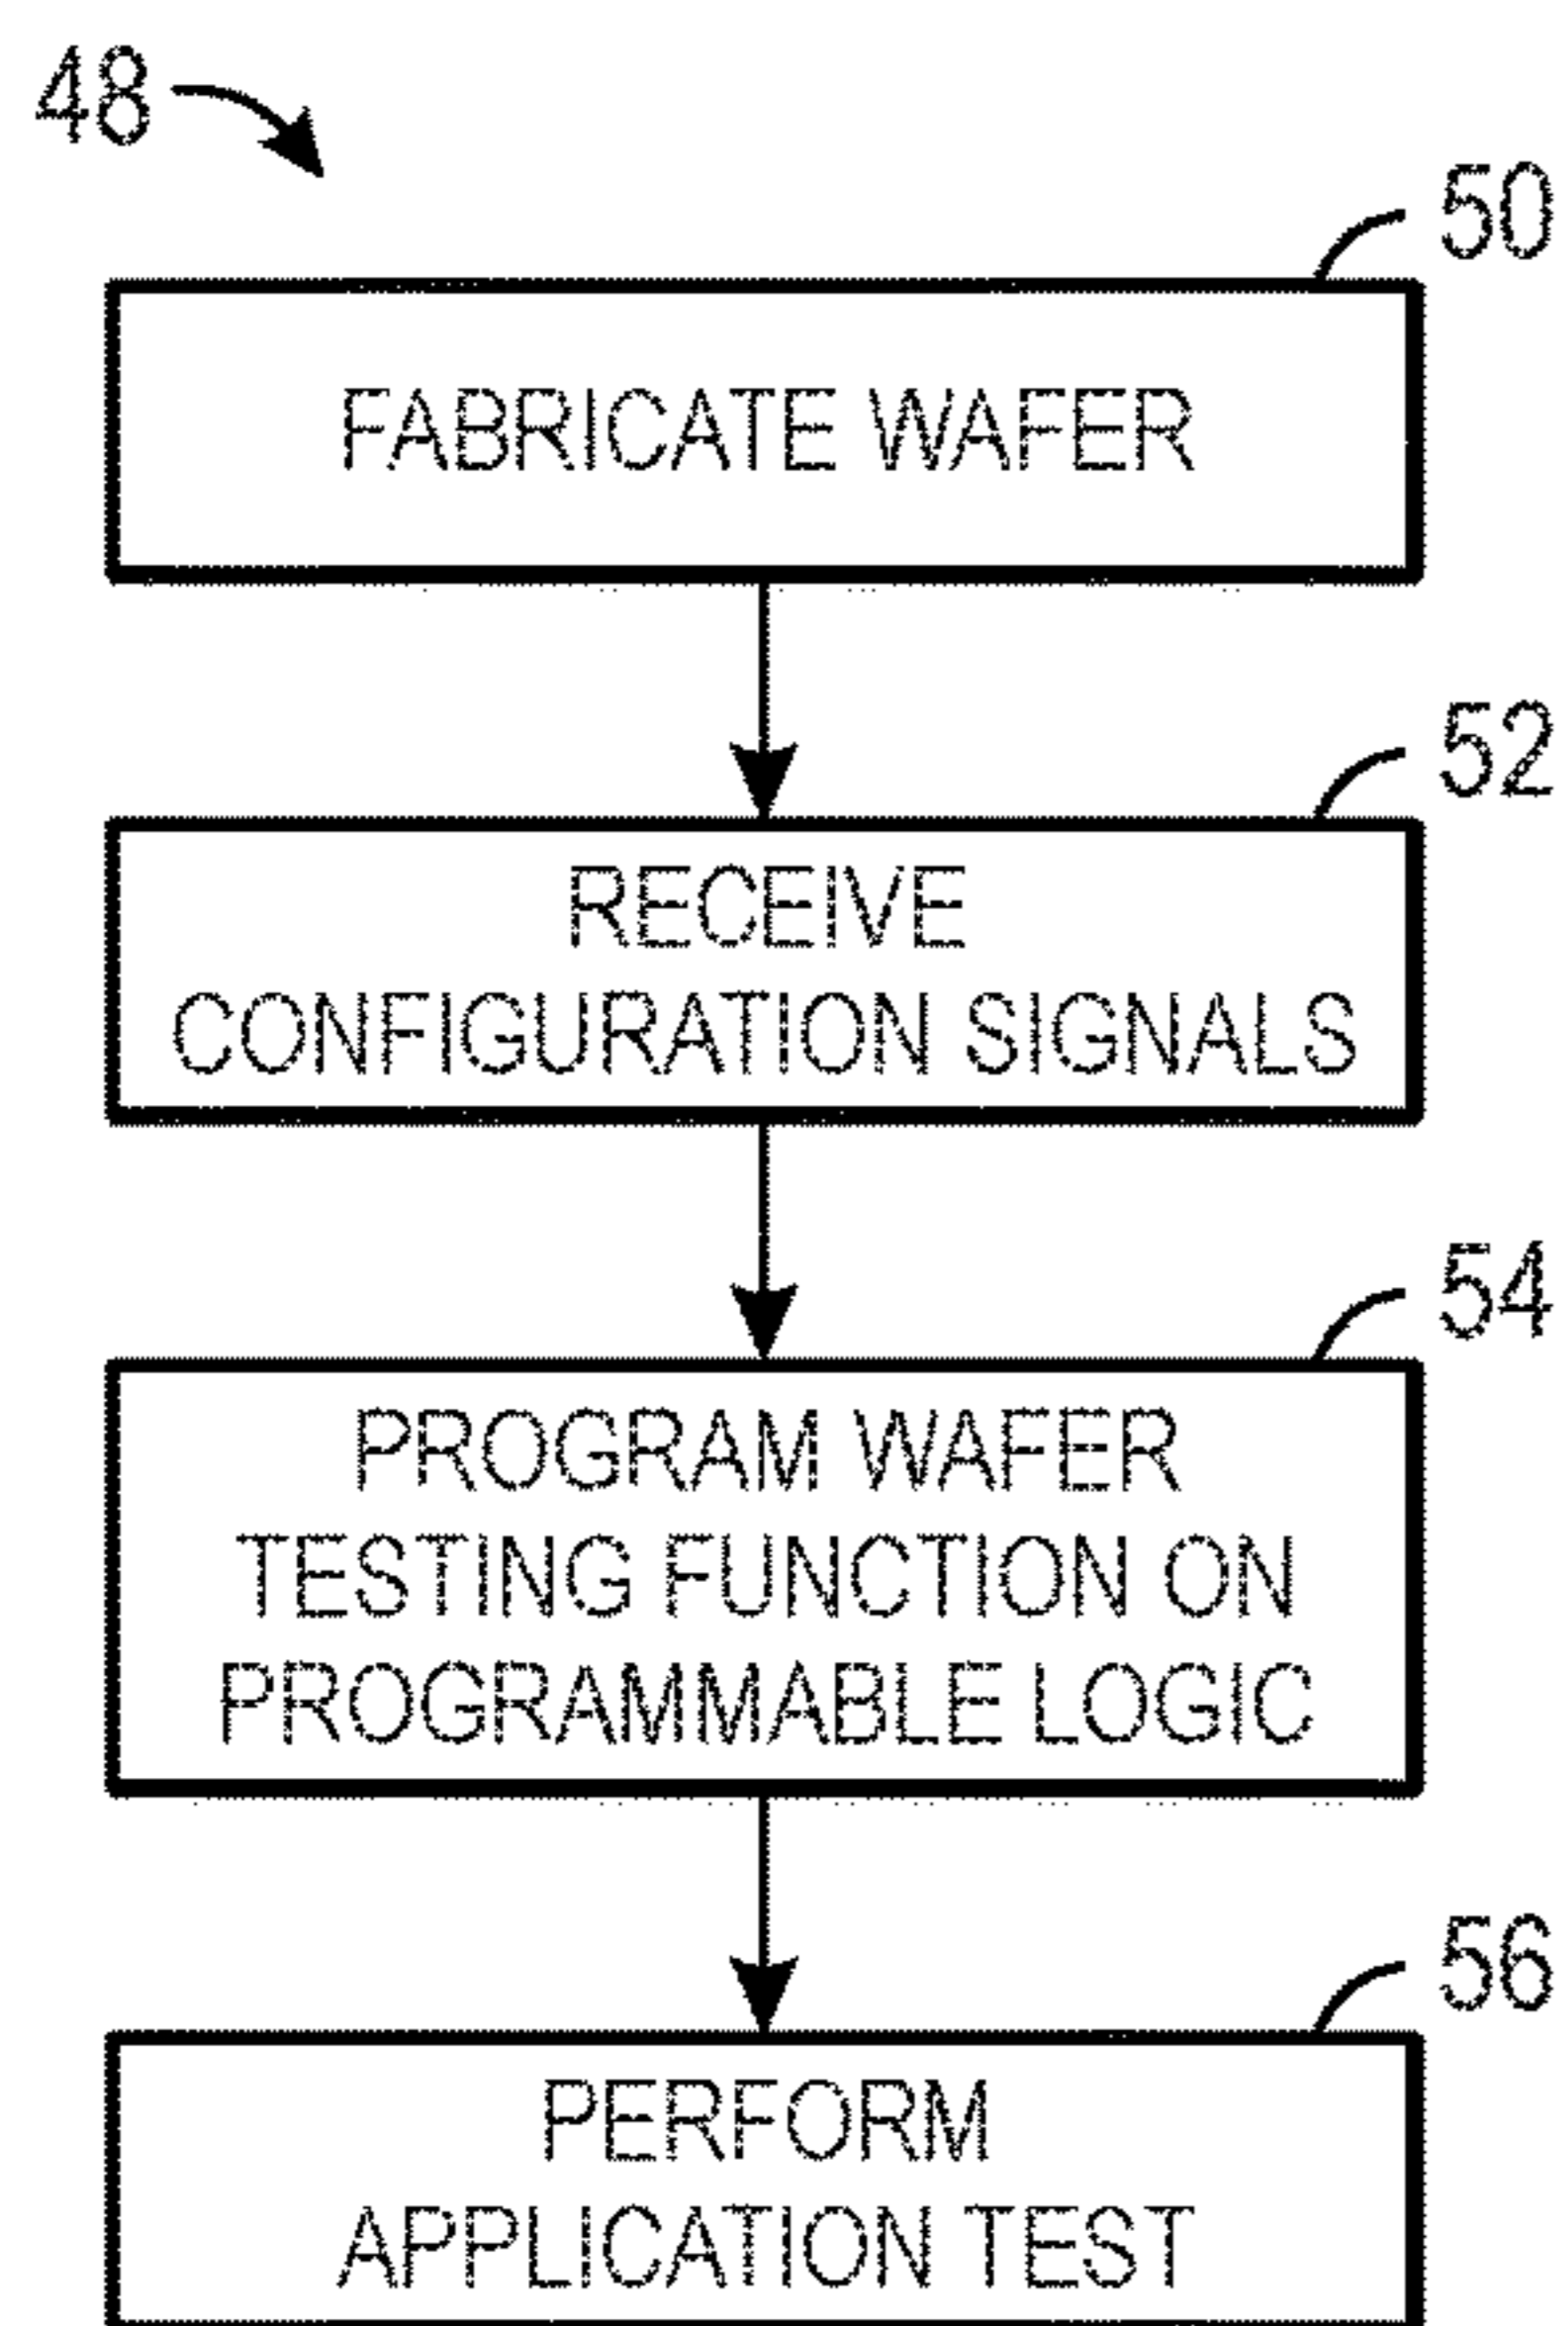 48
50
FABRICATE WAFER
52
RECEIVE
CONFIGURATION SIGNALS
54
PROGRAM WAFER
TESTING FUNCTION ON
PROGRAMMABLE LOGIC
56
PERFORM
APPLICATION TEST